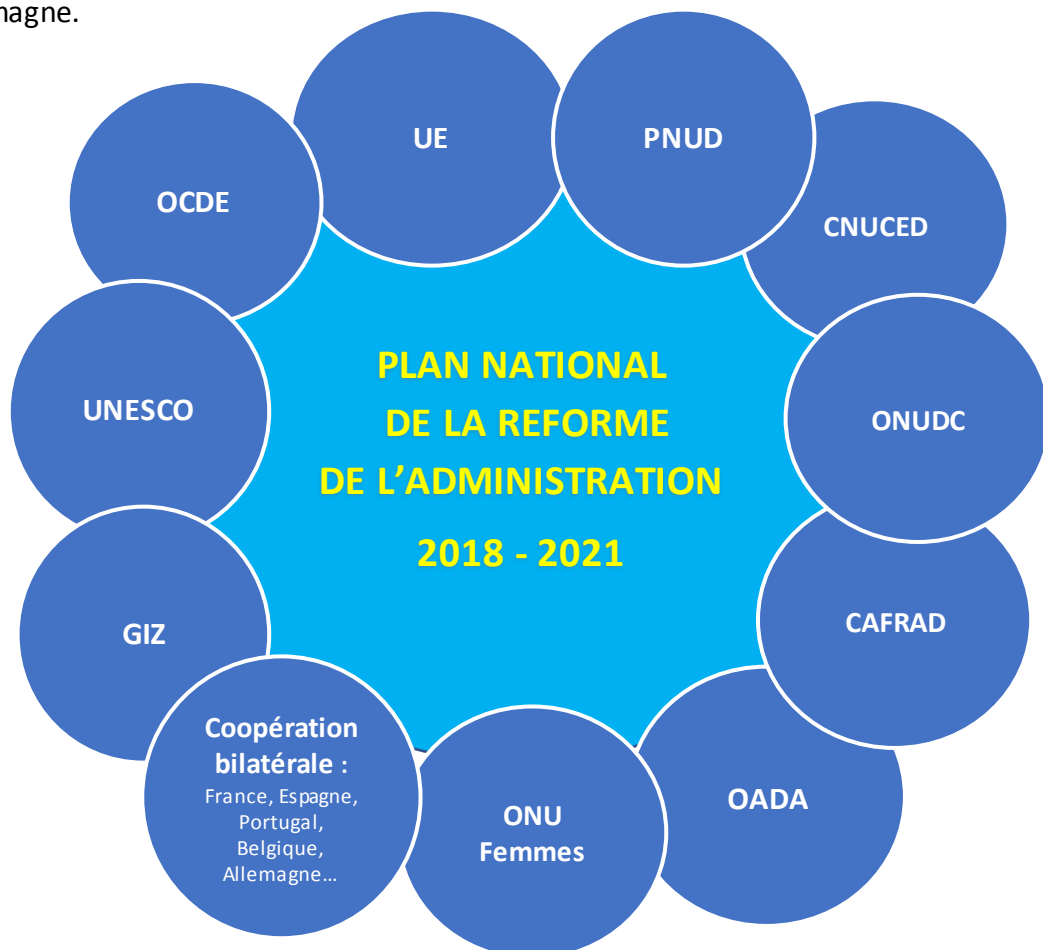 magne.
UE
PNUD
OCDE
CNUCED
PLAN NATIONAL
DE LA REFORME
DE L’ADMINISTRATION
2018 - 2021
UNESCO
ONUDC
GIZ
CAFRAD
Coopération
bilatérale :
France, Espagne,
Portugal,
Belgique,
Allemagne…
ONU
Femmes
OADA